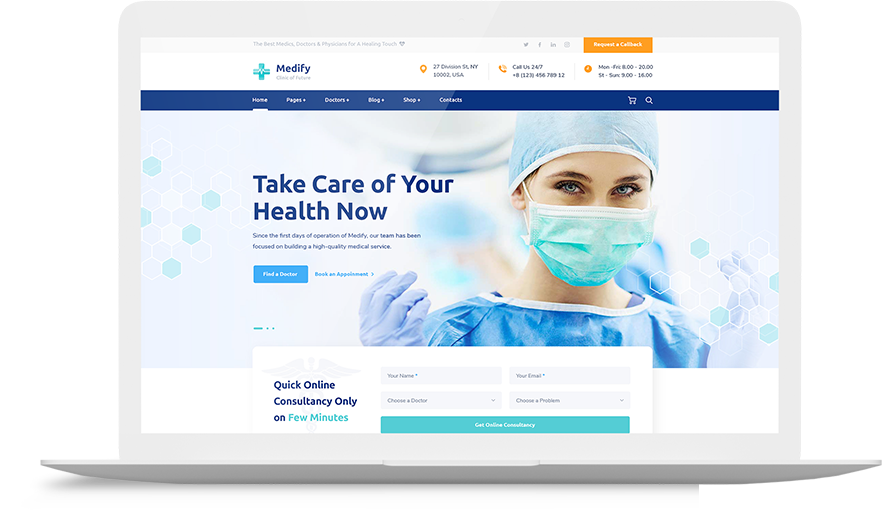 The Best Medics, Doctors & Physicians For A Healing Touch
Request a Callback
Medify
Clinic of Future
27 Division St, NY
10002, USA
Call Us 24/7
+8 (123) 456 789 12
Mon -Fri: 8.00 - 20.00
St - Sun: 9.00 - 16.00
Home Pages + Doctors + Blog + Shop + Contacts
Take Care of Your
Health Now
Since the first days of operation of Medify, our team has been
focused on building a high-quality medical service.
Find a Doctor
Book an Appoinment >
Quick Online
Consultancy Only
on Few Minutes
Your Name *
Your Email *
Choose a Doctor
Choose a Problem
Get Online Consultancy